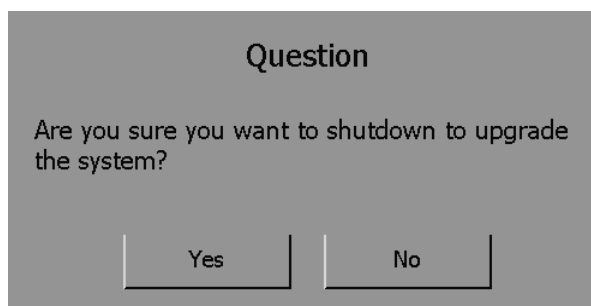 Question
Are you sure you want to shutdown to upgrade
the system?
Yes No